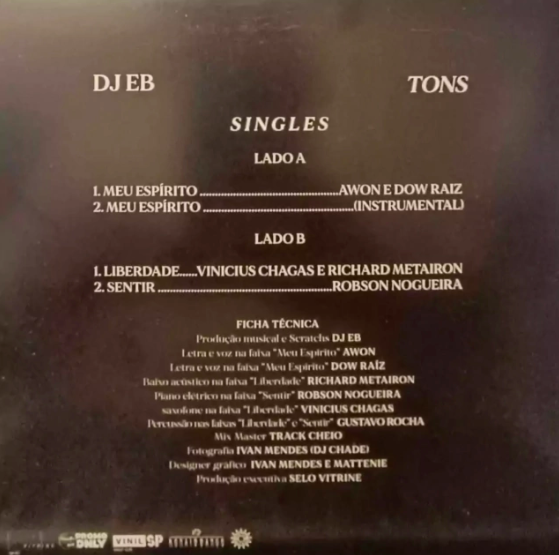 DJ EB TONS
SINGLES
LADO A
1. MEU ESPÍRITO ........................................AWON E DOW RAIZ
2. MEU ESPÍRITO ............................................(INSTRUMENTAL)
LADO B
1. LIBERDADE......VINICIUS CHAGAS E RICHARD METAIRON
2. SENTIR ..................................................ROBSON NOGUEIRA
FICHA TÉCNICA
Produção musical e Scratchs DJ EB
Letra e voz na faixa "Meu Espirito" AWON
Letra e voz na faixa "Meu Espirito" DOW RAÍZ
Baixo acústico na faixa "Liberdade" RICHARD METAIRON
Piano elétrico na faixa "Sentir" ROBSON NOGUEIRA
saxofone na faixa "Liberdade" VINICIUS CHAGAS
Percussão nas faixas "Liberdade" e "Sentir" GUSTAVO ROCHA
Mix Master TRACK CHEIO
Fotografia IVAN MENDES (DJ CHADE)
Designer gráfico IVAN MENDES E MATTENIE
Produção executiva SELO VITRINE
PROMO ONLY VINIL SP